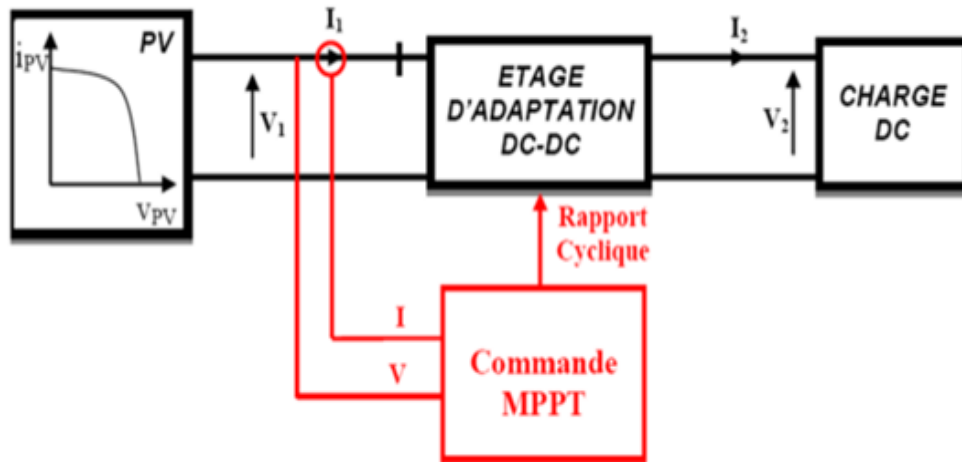 PV
iPV
VPV
I1
V1
ETAGE
D'ADAPTATION
DC-DC
I2
V2
CHARGE
DC
Rapport
Cyclique
I
V
Commande
MPPT